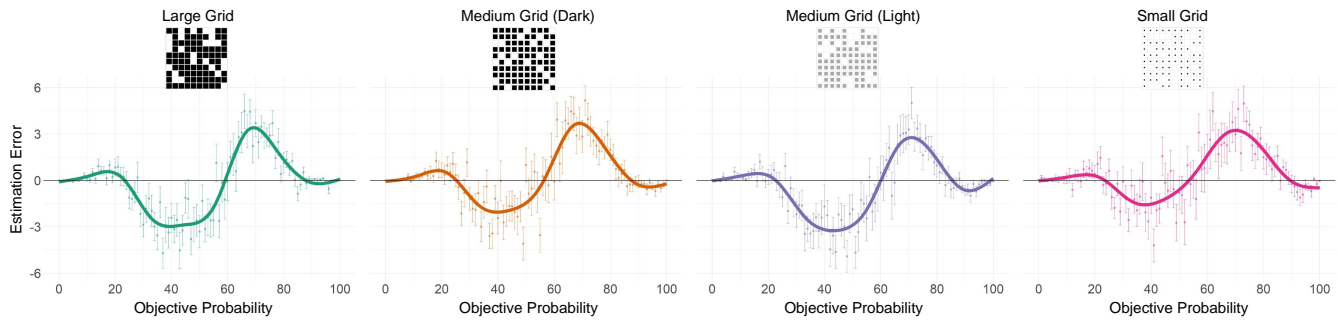 Large Grid
Medium Grid (Dark)
Medium Grid (Light)
Small Grid
Estimation Error
6
3
0
-3
-6
0 20 40 60 80 100
0 20 40 60 80 100
0 20 40 60 80 100
0 20 40 60 80 100
Objective Probability
Objective Probability
Objective Probability
Objective Probability